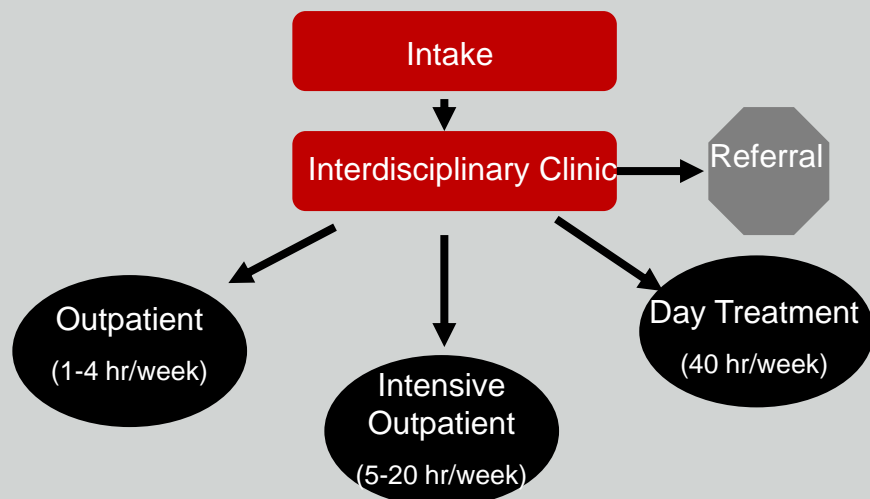 Intake
Interdisciplinary Clinic
Referral
Outpatient
(1-4 hr/week)
Intensive
Outpatient
(5-20 hr/week)
Day Treatment
(40 hr/week)